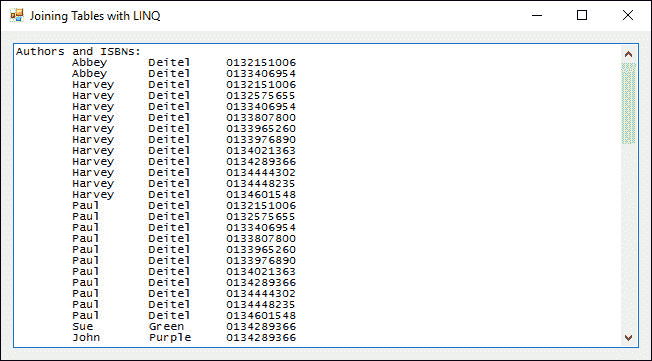 Joining Tables with LINQ
Authors and ISBNs:
Abbey Deitel 0132151006
Abbey Deitel 0133406954
Harvey Deitel 0132151006
Harvey Deitel 0132575655
Harvey Deitel 0133406954
Harvey Deitel 0133807800
Harvey Deitel 0133965260
Harvey Deitel 0133976890
Harvey Deitel 0134021363
Harvey Deitel 0134289366
Harvey Deitel 0134444302
Harvey Deitel 0134448235
Harvey Deitel 0134601548
Paul Deitel 0132151006
Paul Deitel 0132575655
Paul Deitel 0133406954
Paul Deitel 0133807800
Paul Deitel 0133965260
Paul Deitel 0133976890
Paul Deitel 0134021363
Paul Deitel 0134289366
Paul Deitel 0134444302
Paul Deitel 0134448235
Paul Deitel 0134601548
Sue Green 0134289366
John Purple 0134289366